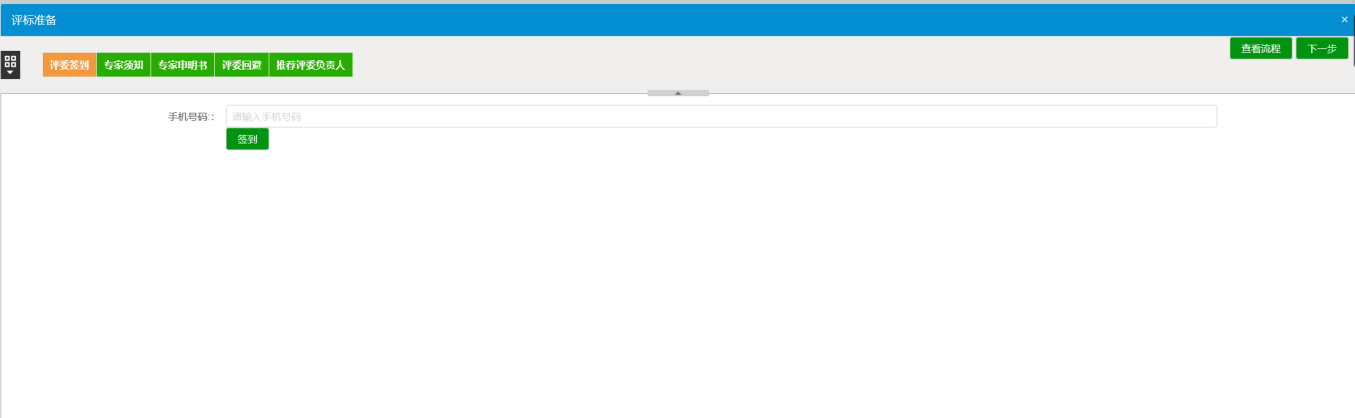 评标准备
×
查看流程 下一步
评委签到 专家须知 专家申明书 评委回避 推荐评委负责人
手机号码：: 请输入手机号码
签到